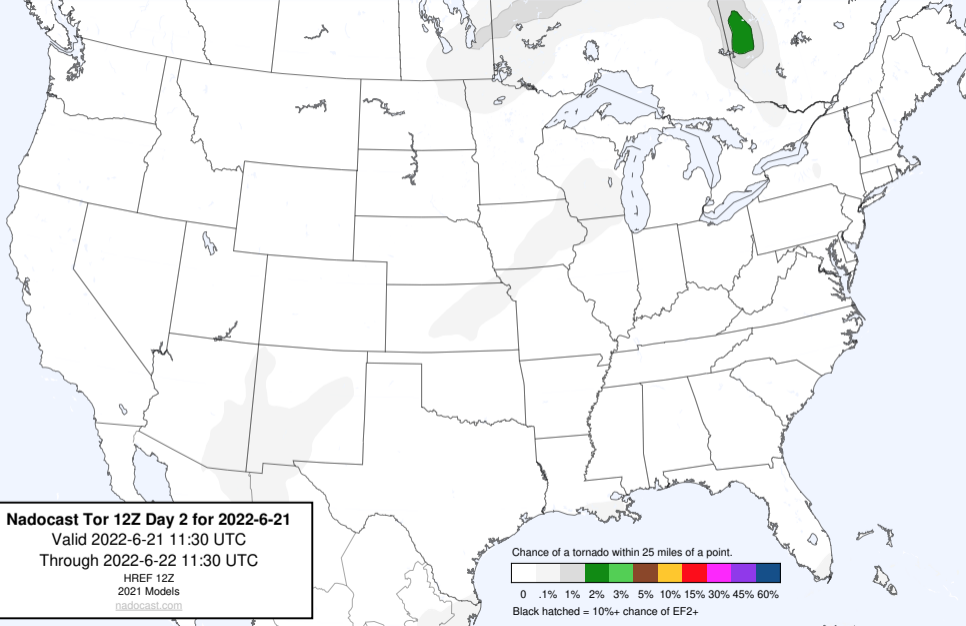 Nadocast Tor 12Z Day 2 for 2022-6-21
Valid 2022-6-21 11:30 UTC
Through 2022-6-22 11:30 UTC
HREF 12Z
2021 Models
nadocast.com
Chance of a tornado within 25 miles of a point.
0 .1% 1% 2% 3% 5% 10% 15% 30% 45% 60%
Black hatched = 10%+ chance of EF2+